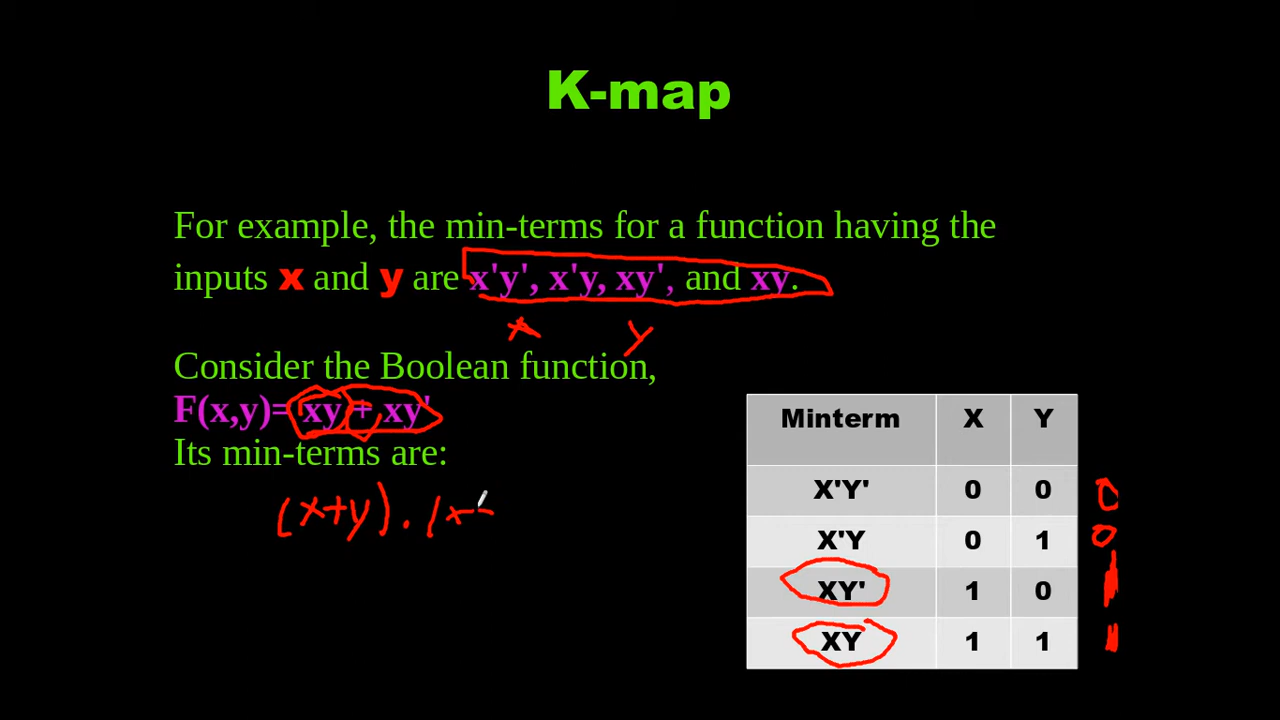 K-map
For example, the min-terms for a function having the
inputs x and y are x'y', x'y, xy', and xy.
x y
Consider the Boolean function,
F(x,y)= xy + xy'
Its min-terms are:
(x+y) . (x-
Minterm X Y
X'Y' 0 0 0
X'Y 0 1 0
XY' 1 0 1
XY 1 1 1